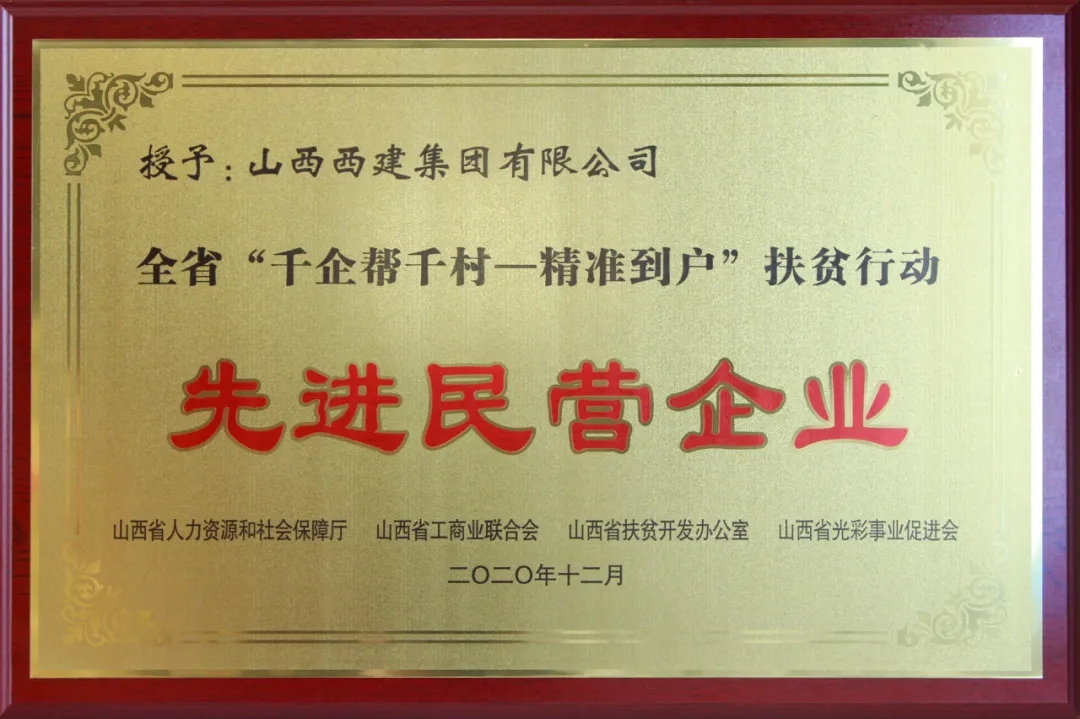 授予：山西西建集团有限公司
全省“千企帮千村—精准到户”扶贫行动
先进民营企业
山西省人力资源和社会保障厅 山西省工商业联合会 山西省扶贫开发办公室 山西省光彩事业促进会
二〇二〇年十二月